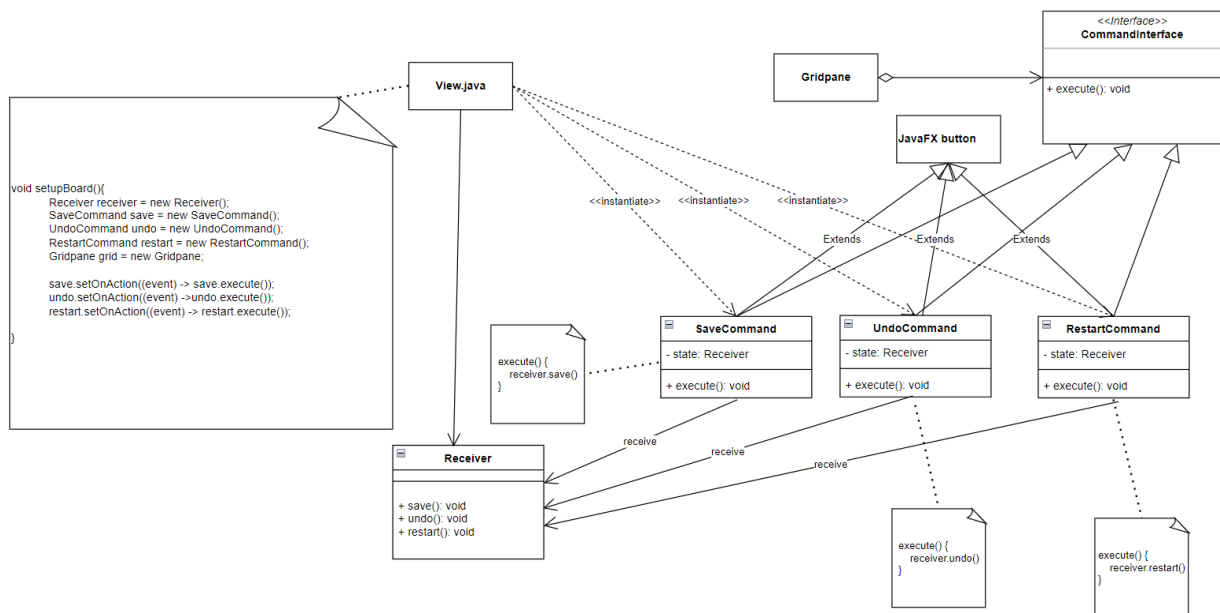 <<Interface>>
CommandInterface
+ execute(): void
Gridpane
View.java
JavaFX button
void setupBoard(){
Receiver receiver = new Receiver();
SaveCommand save = new SaveCommand();
UndoCommand undo = new UndoCommand();
RestartCommand restart = new RestartCommand();
Gridpane grid = new Gridpane;
save.setOnAction((event) -> save.execute());
undo.setOnAction((event) ->undo.execute());
restart.setOnAction((event) -> restart.execute());
}
<<instantiate>>
<<instantiate>>
<<instantiate>>
Extends
Extends
Extends
SaveCommand
- state: Receiver
+ execute(): void
UndoCommand
- state: Receiver
+ execute(): void
RestartCommand
- state: Receiver
+ execute(): void
execute() {
receiver.save()
}
receive
receive
receive
Receiver
+ save(): void
+ undo(): void
+ restart(): void
execute() {
receiver.undo()
}
execute() {
receiver.restart()
}